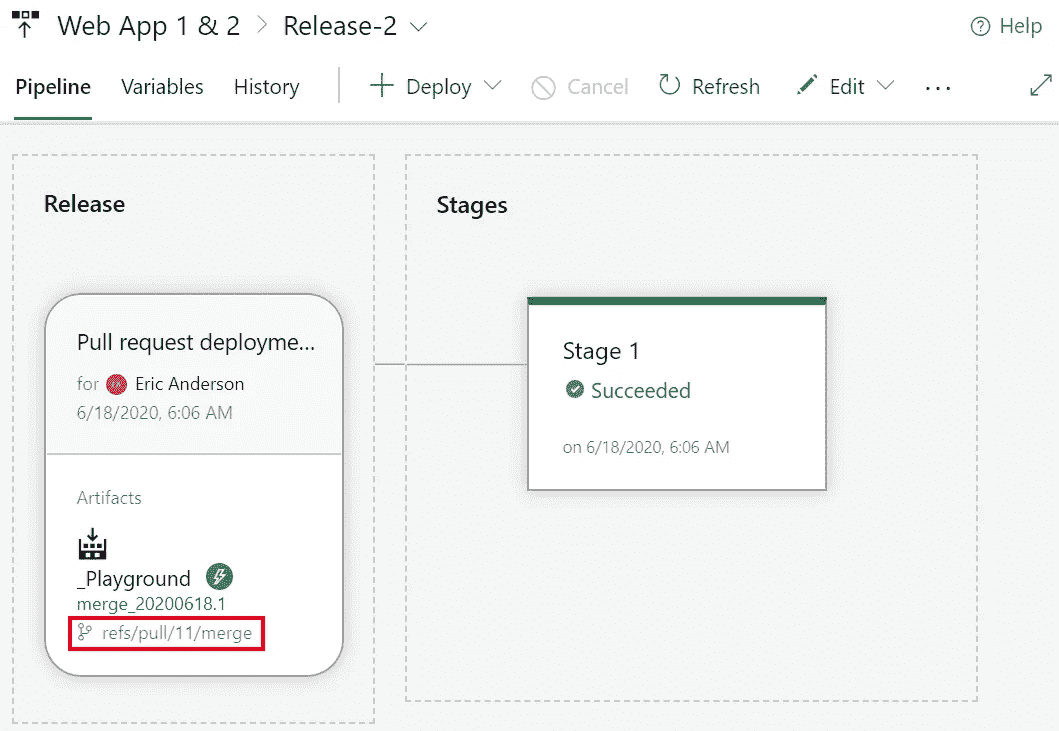 Web App 1 & 2 > Release-2
Help
Pipeline Variables History + Deploy Cancel Refresh Edit ...
Release
Stages
Pull request deployme...
for Eric Anderson
6/18/2020, 6:06 AM
Stage 1
Succeeded
on 6/18/2020, 6:06 AM
Artifacts
_Playground
merge_20200618.1
refs/pull/11/merge